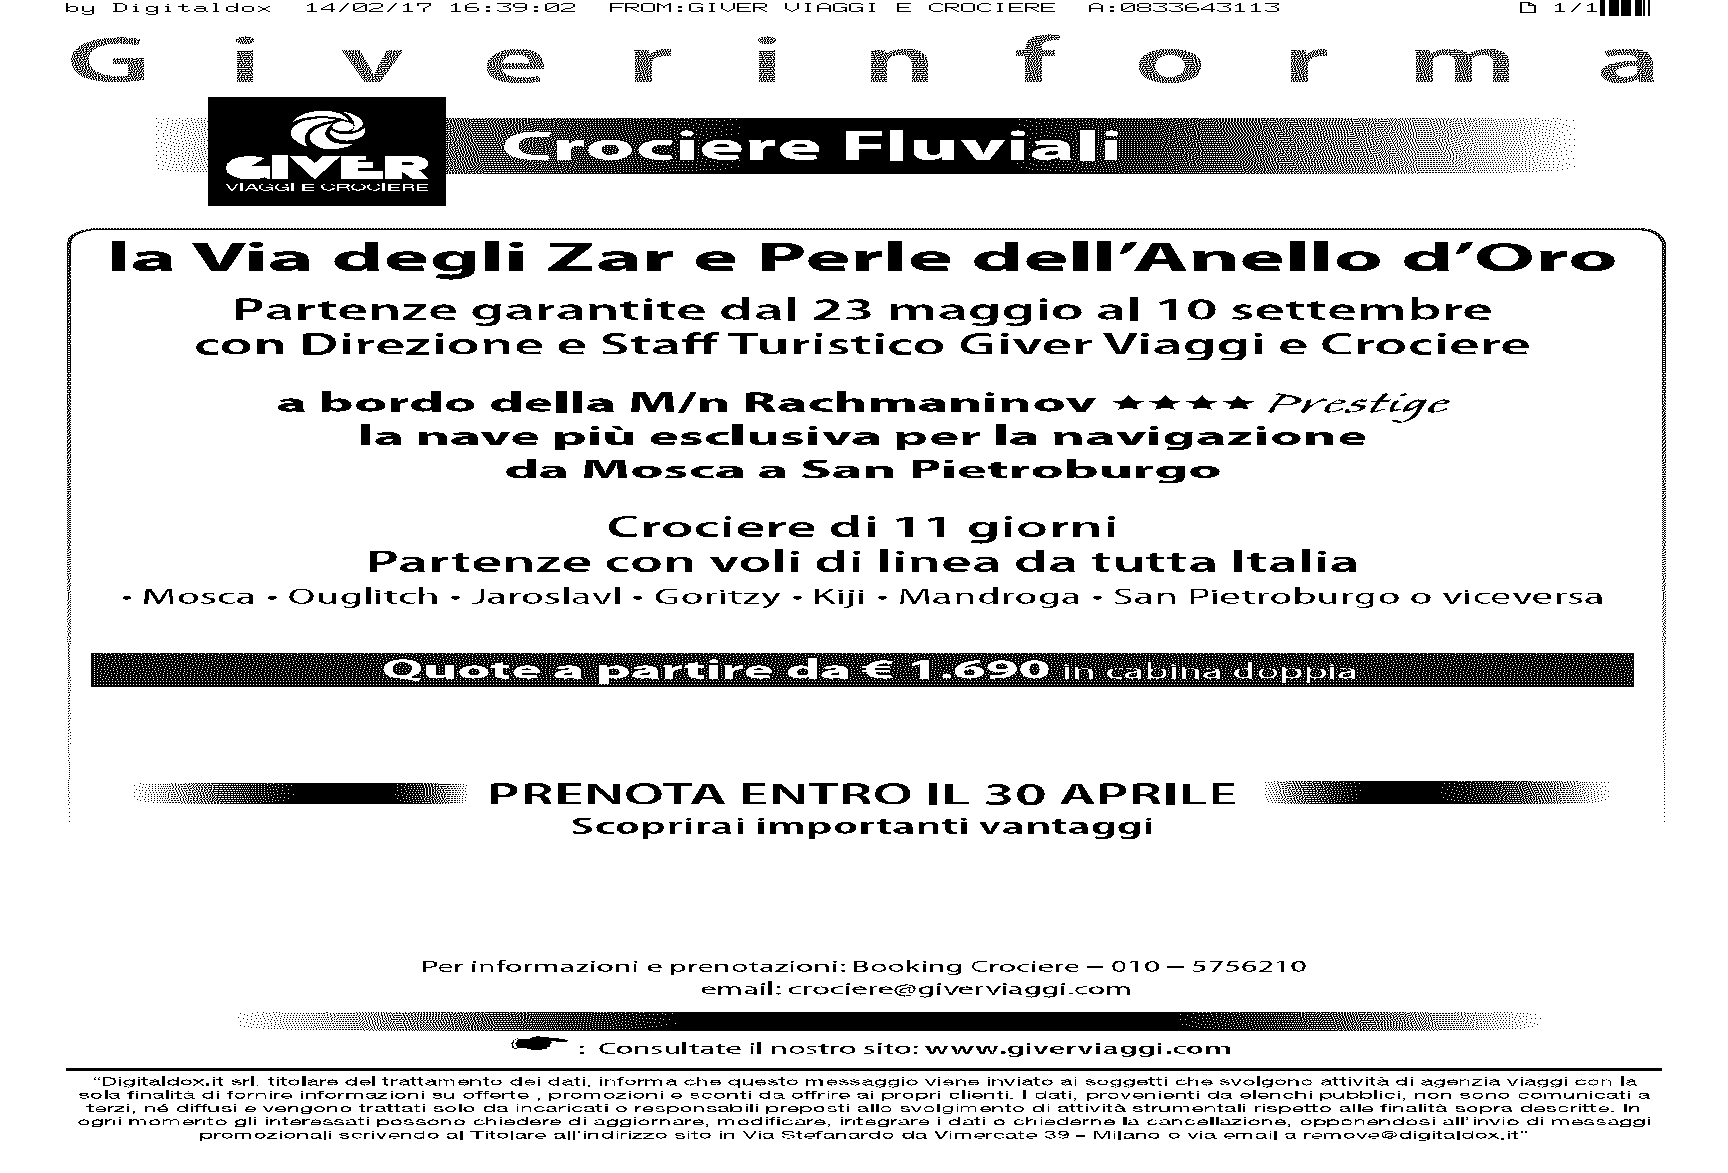 by Digitaldox 14/02/17 16:39:02 FROM:GIVER VIAGGI E CROCIERE A:0833643113 1/1
Giverinforma
GIVER
VIAGGI E CROCIERE
Crociere Fluviali
la Via degli Zar e Perle dell'Anello d'Oro
Partenze garantite dal 23 maggio al 10 settembre
con Direzione e Staff Turistico Giver Viaggi e Crociere
a bordo della M/n Rachmaninov ★★★★ Prestige
la nave più esclusiva per la navigazione
da Mosca a San Pietroburgo
Crociere di 11 giorni
Partenze con voli di linea da tutta Italia
• Mosca • Ouglitch • Jaroslavl • Goritzy • Kiji • Mandroga • San Pietroburgo o viceversa
Quote a partire da € 1.690 in cabina doppia
PRENOTA ENTRO IL 30 APRILE
Scoprirai importanti vantaggi
Per informazioni e prenotazioni: Booking Crociere – 010 – 5756210
email: crociere@giverviaggi.com
: Consultate il nostro sito: www.giverviaggi.com
"Digitaldox.it srl. titolare del trattamento dei dati, informa che questo messaggio viene inviato ai soggetti che svolgono attività di agenzia viaggi con la
sola finalità di fornire informazioni su offerte , promozioni e sconti da offrire ai propri clienti. I dati, provenienti da elenchi pubblici, non sono comunicati a
terzi, né diffusi e vengono trattati solo da incaricati o responsabili preposti allo svolgimento di attività strumentali rispetto alle finalità sopra descritte. In
ogni momento gli interessati possono chiedere di aggiornare, modificare, integrare i dati o chiederne la cancellazione, opponendosi all'invio di messaggi
promozionali scrivendo al Titolare all'indirizzo sito in Via Stefanardo da Vimercate 39 – Milano o via email a remove@digitaldox.it"